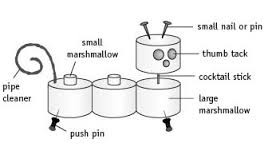 small nail or pin
small
marshmallow
thumb tack
cocktail stick
pipe
cleaner
large
marshmallow
push pin